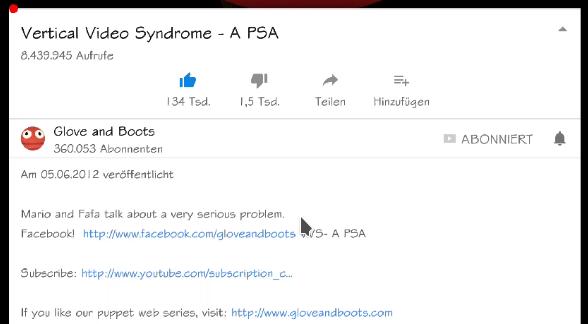 Vertical Video Syndrome - A PSA
8.439.945 Aufrufe
134 Tsd. 1,5 Tsd. Teilen Hinzufügen
Glove and Boots
360.053 Abonnenten
ABONNIERT
Am 05.06.2012 veröffentlicht
Mario and Fafa talk about a very serious problem.
Facebook! http://www.facebook.com/gloveandboots VVS- A PSA
Subscribe: http://www.youtube.com/subscription_c...
If you like our puppet web series, visit: http://www.gloveandboots.com